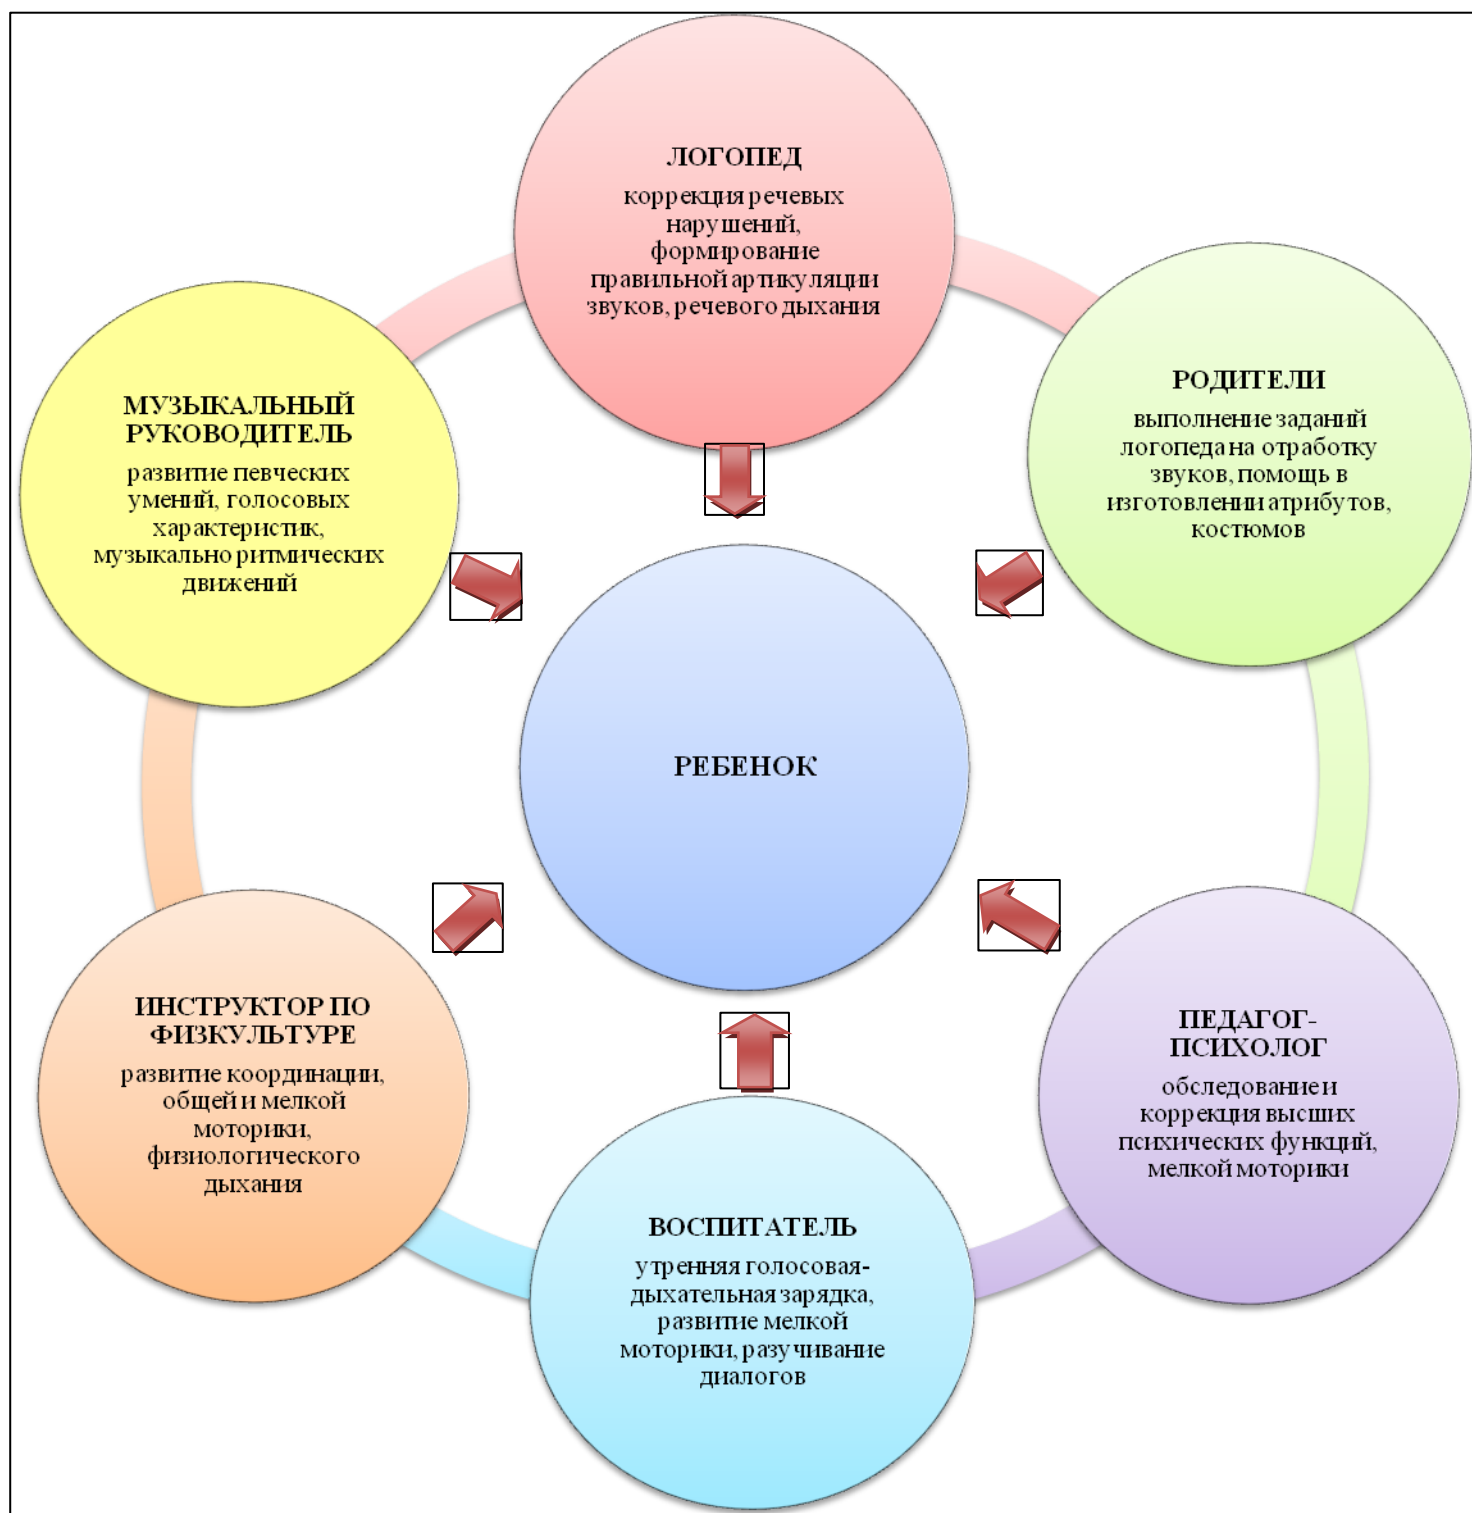 ЛОГОПЕД
коррекция речевых
нарушений,
формирование
правильной артикуляции
звуков, речевого дыхания
РОДИТЕЛИ
выполнение заданий
логопеда на отработку
звуков, помощь в
изготовлении атрибутов,
костюмов
МУЗЫКАЛЬНЫЙ
РУКОВОДИТЕЛЬ
развитие певческих
умений, голосовых
характеристик,
музыкально ритмических
движений
РЕБЕНОК
ИНСТРУКТОР ПО
ФИЗКУЛЬТУРЕ
развитие координации,
общей и мелкой
моторики,
физиологического
дыхания
ПЕДАГОГ-
ПСИХОЛОГ
обследование и
коррекция высших
психических функций,
мелкой моторики
ВОСПИТАТЕЛЬ
утренняя голосовая-
дыхательная зарядка,
развитие мелкой
моторики, разучивание
диалогов